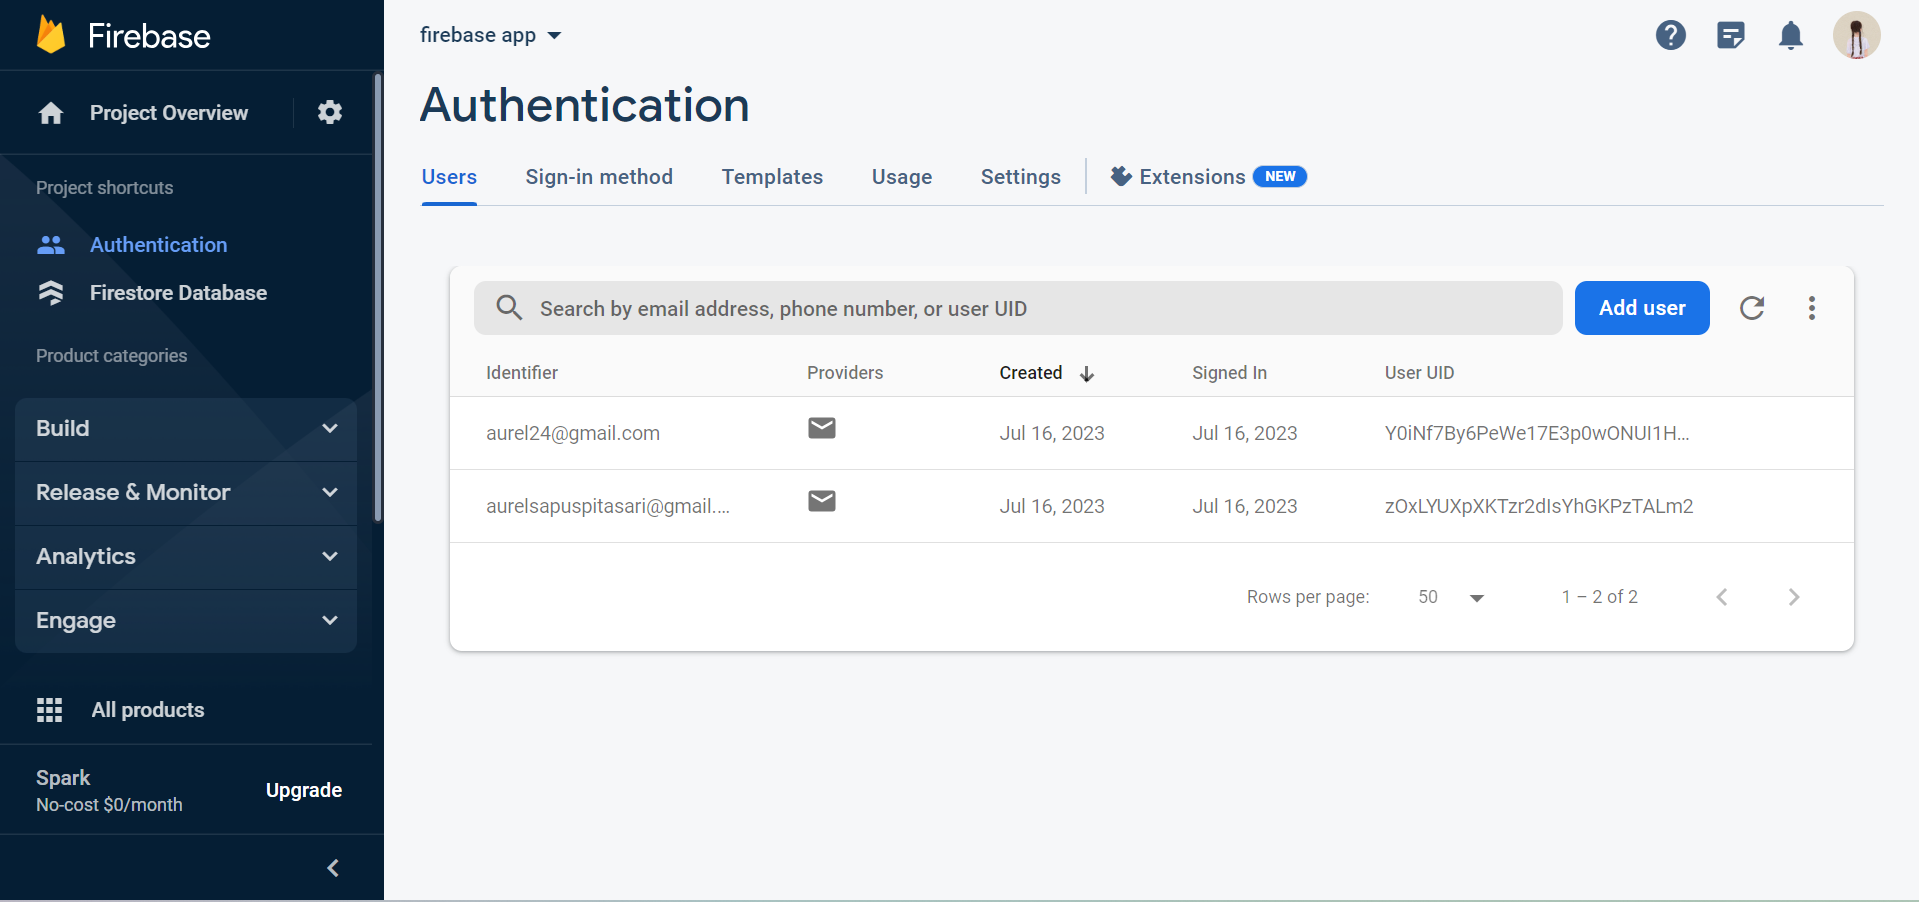 Firebase
Project Overview
Project shortcuts
Authentication
Firestore Database
Product categories
Build
Release & Monitor
Analytics
Engage
All products
Spark
No-cost $0/month
Upgrade
firebase app
Authentication
Users Sign-in method Templates Usage Settings Extensions NEW
Search by email address, phone number, or user UID
Add user
Identifier Providers Created Signed In User UID
aurel24@gmail.com Jul 16, 2023 Jul 16, 2023 Y0iNf7By6PeWe17E3p0wONUI1H...
aurelsapuspitasari@gmail.... Jul 16, 2023 Jul 16, 2023 zOxLYUXpXKTzr2dIsYhGKPzTALm2
Rows per page: 50 1 – 2 of 2